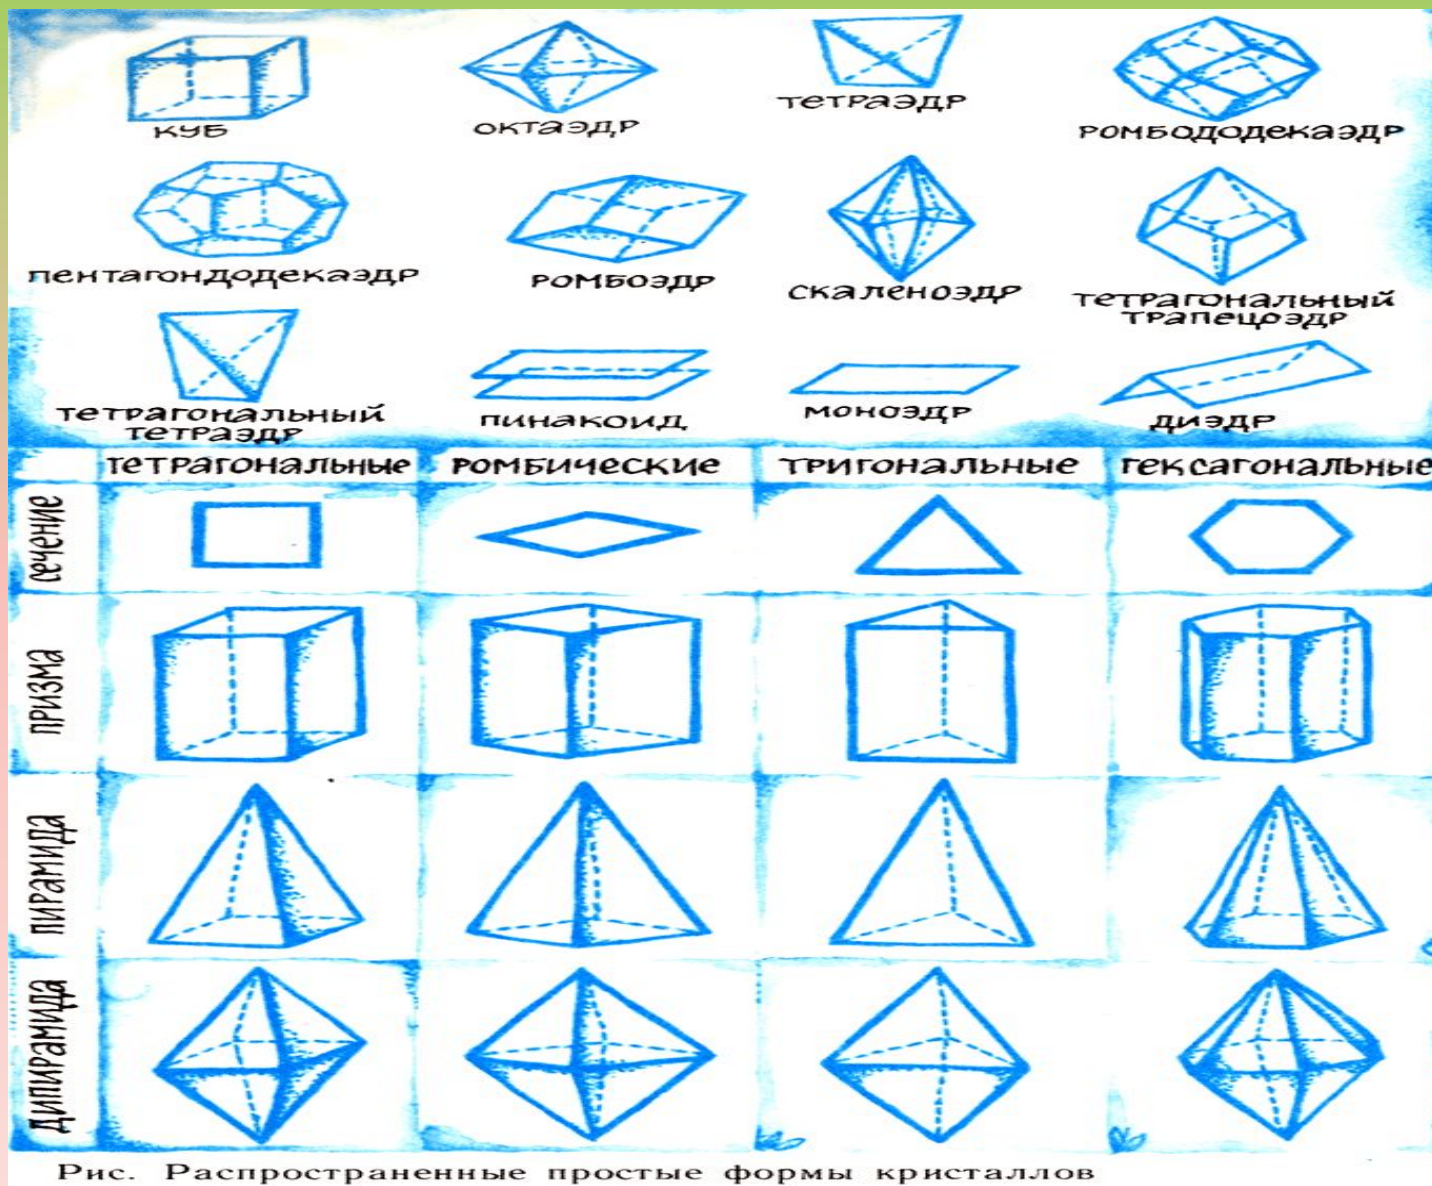 КУБ
ОКТАЭДР
ТЕТРАЭДР
РОМБОДОДЕКАЭДР
ПЕНТАГОНДОДЕКАЭДР
РОМБОЭДР
СКАЛЕНОЭДР
ТЕТРАГОНАЛЬНЫЙ
ТРАПЕЦОЭДР
ТЕТРАГОНАЛЬНЫЙ
ТЕТРАЭДР
ПИНАКОИД
МОНОЭДР
ДИЭДР
ТЕТРАГОНАЛЬНЫЕ РОМБИЧЕСКИЕ ТРИГОНАЛЬНЫЕ ГЕКСАГОНАЛЬНЫЕ
сечение
ПРИЗМА
ПИРАМИДА
ДИПИРАМИДА
Рис. Распространенные простые формы кристаллов